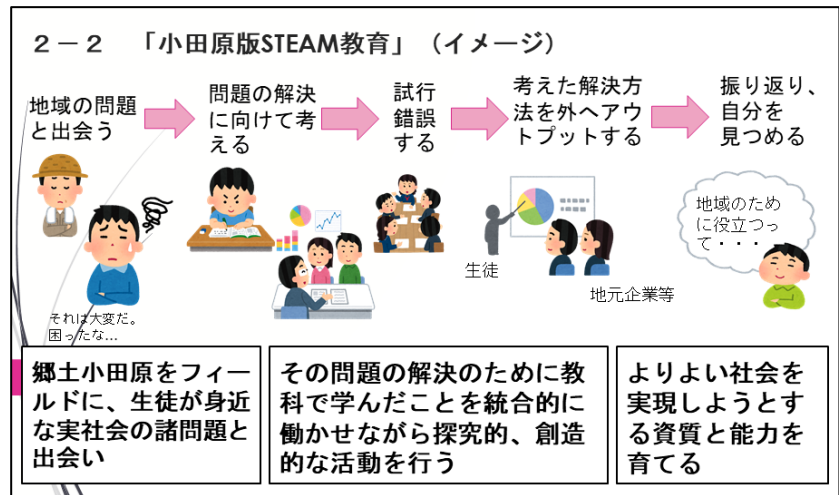 ２－２　「小田原版STEAM教育」（イメージ）
地域の問題
と出会う
問題の解決
に向けて考
える
試行
錯誤
する
考えた解決方
法を外へアウ
トプットする
振り返り、
自分を
見つめる
それは大変だ。
困ったな…
生徒
地元企業等
地域のため
に役立つっ
て・・・
郷土小田原をフィー
ルドに、生徒が身近
な実社会の諸問題と
出会い
その問題の解決のために教
科で学んだことを統合的に
働かせながら探究的、創造
的な活動を行う
よりよい社会を
実現しようとす
る資質と能力を
育てる